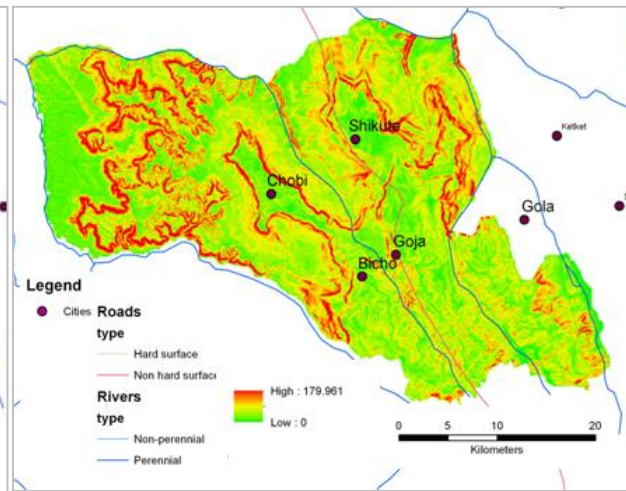 Ketket
Shikute
Chobi
Gola
Goja
Bicho
Legend
Cities
Roads
type
Hard surface
Non hard surface
High : 179.961
Low : 0
Rivers
type
Non-perennial
Perennial
0 5 10 20
Kilometers